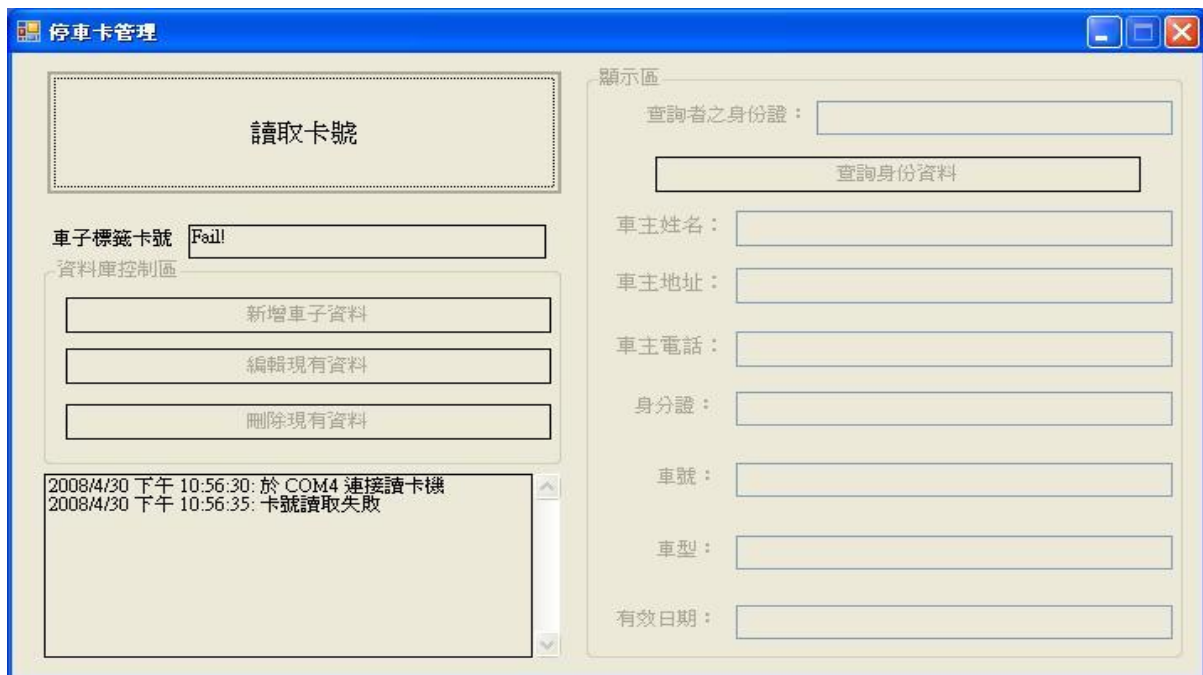 停車卡管理
讀取卡號
車子標籤卡號 Fail!
資料庫控制區
新增車子資料
編輯現有資料
刪除現有資料
2008/4/30 下午 10:56:30: 於 COM4 連接讀卡機
2008/4/30 下午 10:56:35: 卡號讀取失敗
顯示區
查詢者之身份證：
查詢身份資料
車主姓名：
車主地址：
車主電話：
身分證：
車號：
車型：
有效日期：